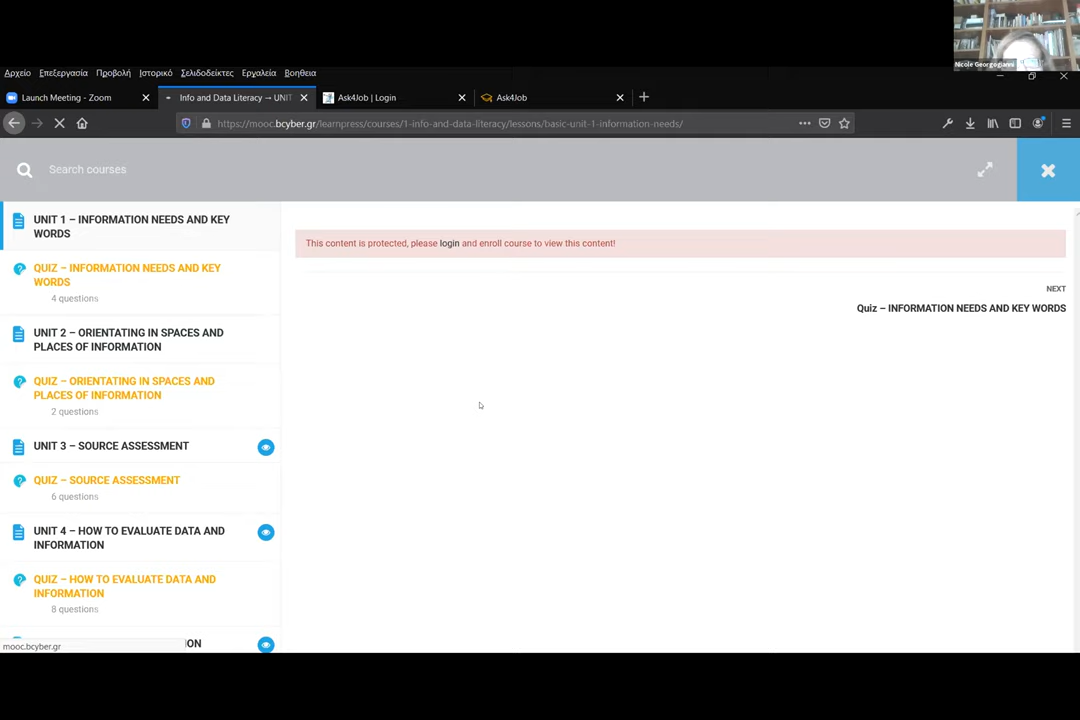 Nicole Georgogianni
Αρχείο Επεξεργασία Προβολή Ιστορικό Σελιδοδείκτες Εργαλεία Βοήθεια
Launch Meeting - Zoom
Info and Data Literacy → UNIT
Ask4Job | Login
Ask4Job
https://mooc.bcyber.gr/learnpress/courses/1-info-and-data-literacy/lessons/basic-unit-1-information-needs/
Search courses
UNIT 1 – INFORMATION NEEDS AND KEY
WORDS
QUIZ – INFORMATION NEEDS AND KEY
WORDS
4 questions
UNIT 2 – ORIENTATING IN SPACES AND
PLACES OF INFORMATION
QUIZ – ORIENTATING IN SPACES AND
PLACES OF INFORMATION
2 questions
UNIT 3 – SOURCE ASSESSMENT
QUIZ – SOURCE ASSESSMENT
6 questions
UNIT 4 – HOW TO EVALUATE DATA AND
INFORMATION
QUIZ – HOW TO EVALUATE DATA AND
INFORMATION
8 questions
ON
mooc.bcyber.gr
This content is protected, please login and enroll course to view this content!
NEXT
Quiz – INFORMATION NEEDS AND KEY WORDS